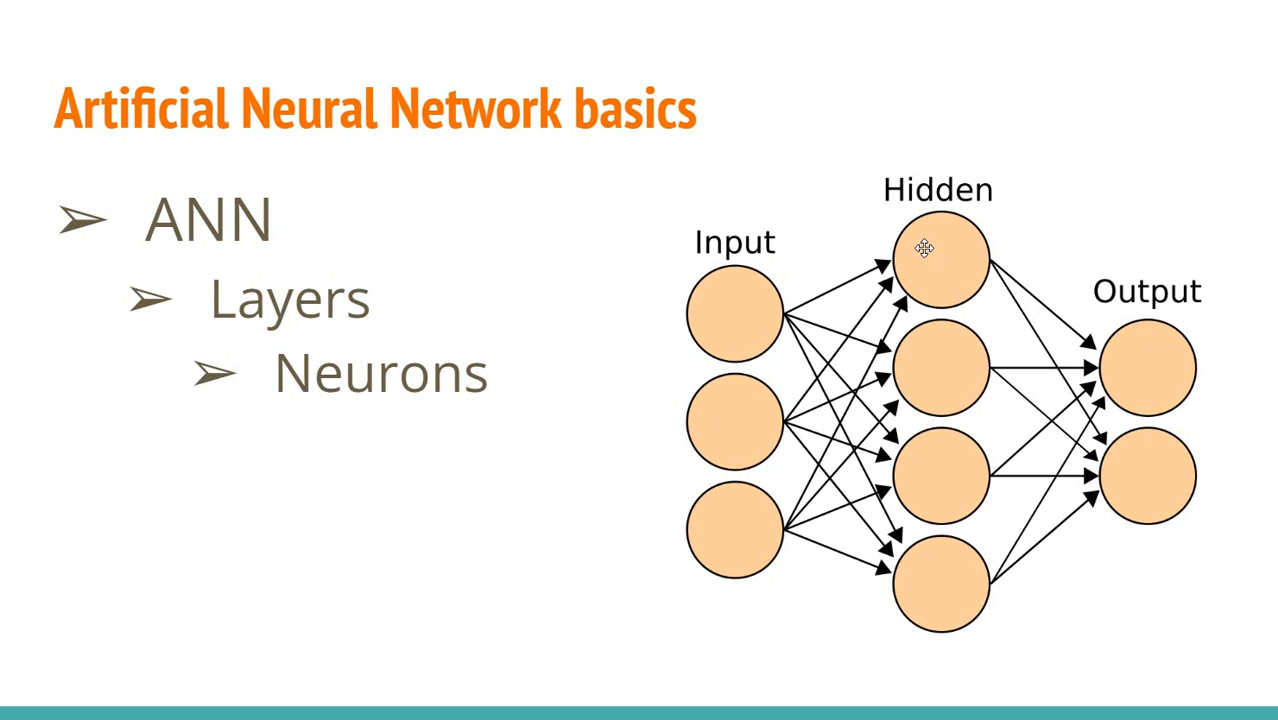 Artificial Neural Network basics
➢ ANN
➢ Layers
➢ Neurons
Hidden
Input
Output